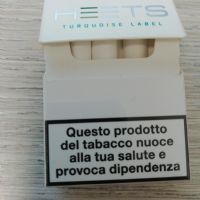 HEETS
TURQUOISE LABEL
Questo prodotto
del tabacco nuoce
alla tua salute e
provoca dipendenza